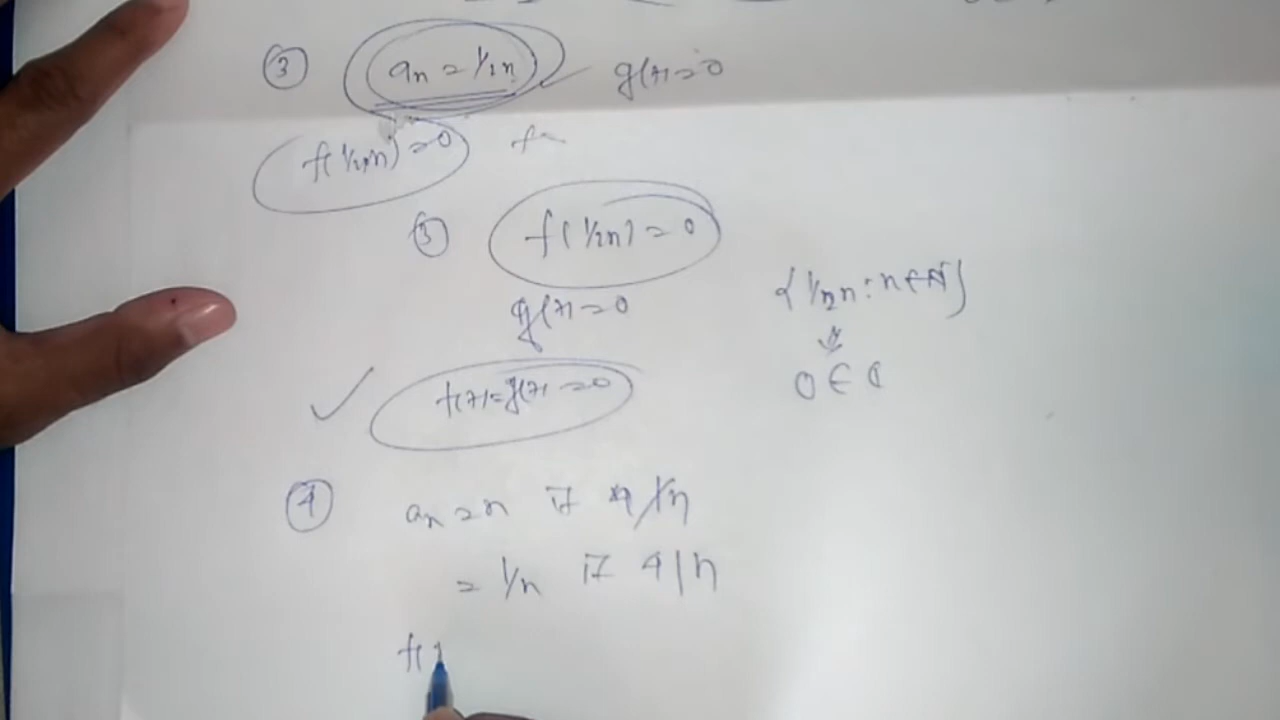 ③ aₙ = 1/2n g(z) = 0
f(1/2n) = 0 f
③ f(1/2n) = 0
{1/2n : n ∈ ℕ}
g(z) = 0
0 ∈ ℂ
f(z) = g(z) = 0
④ aₙ = n if 4 ∤ n
= 1/n if 4 | n
f(